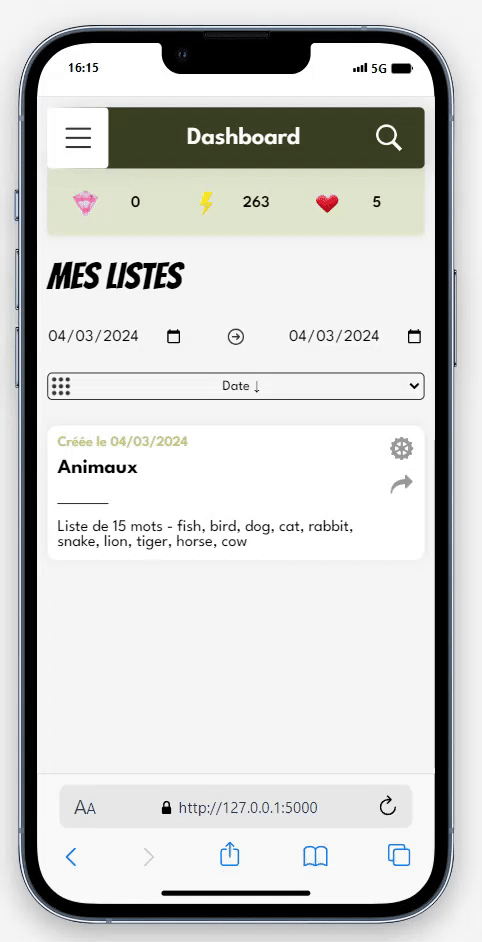 16:15 5G
Dashboard
0 263 5
MES LISTES
04/03/2024 04/03/2024
Date ↓
Créée le 04/03/2024
Animaux
Liste de 15 mots - fish, bird, dog, cat, rabbit,
snake, lion, tiger, horse, cow
AA http://127.0.0.1:5000